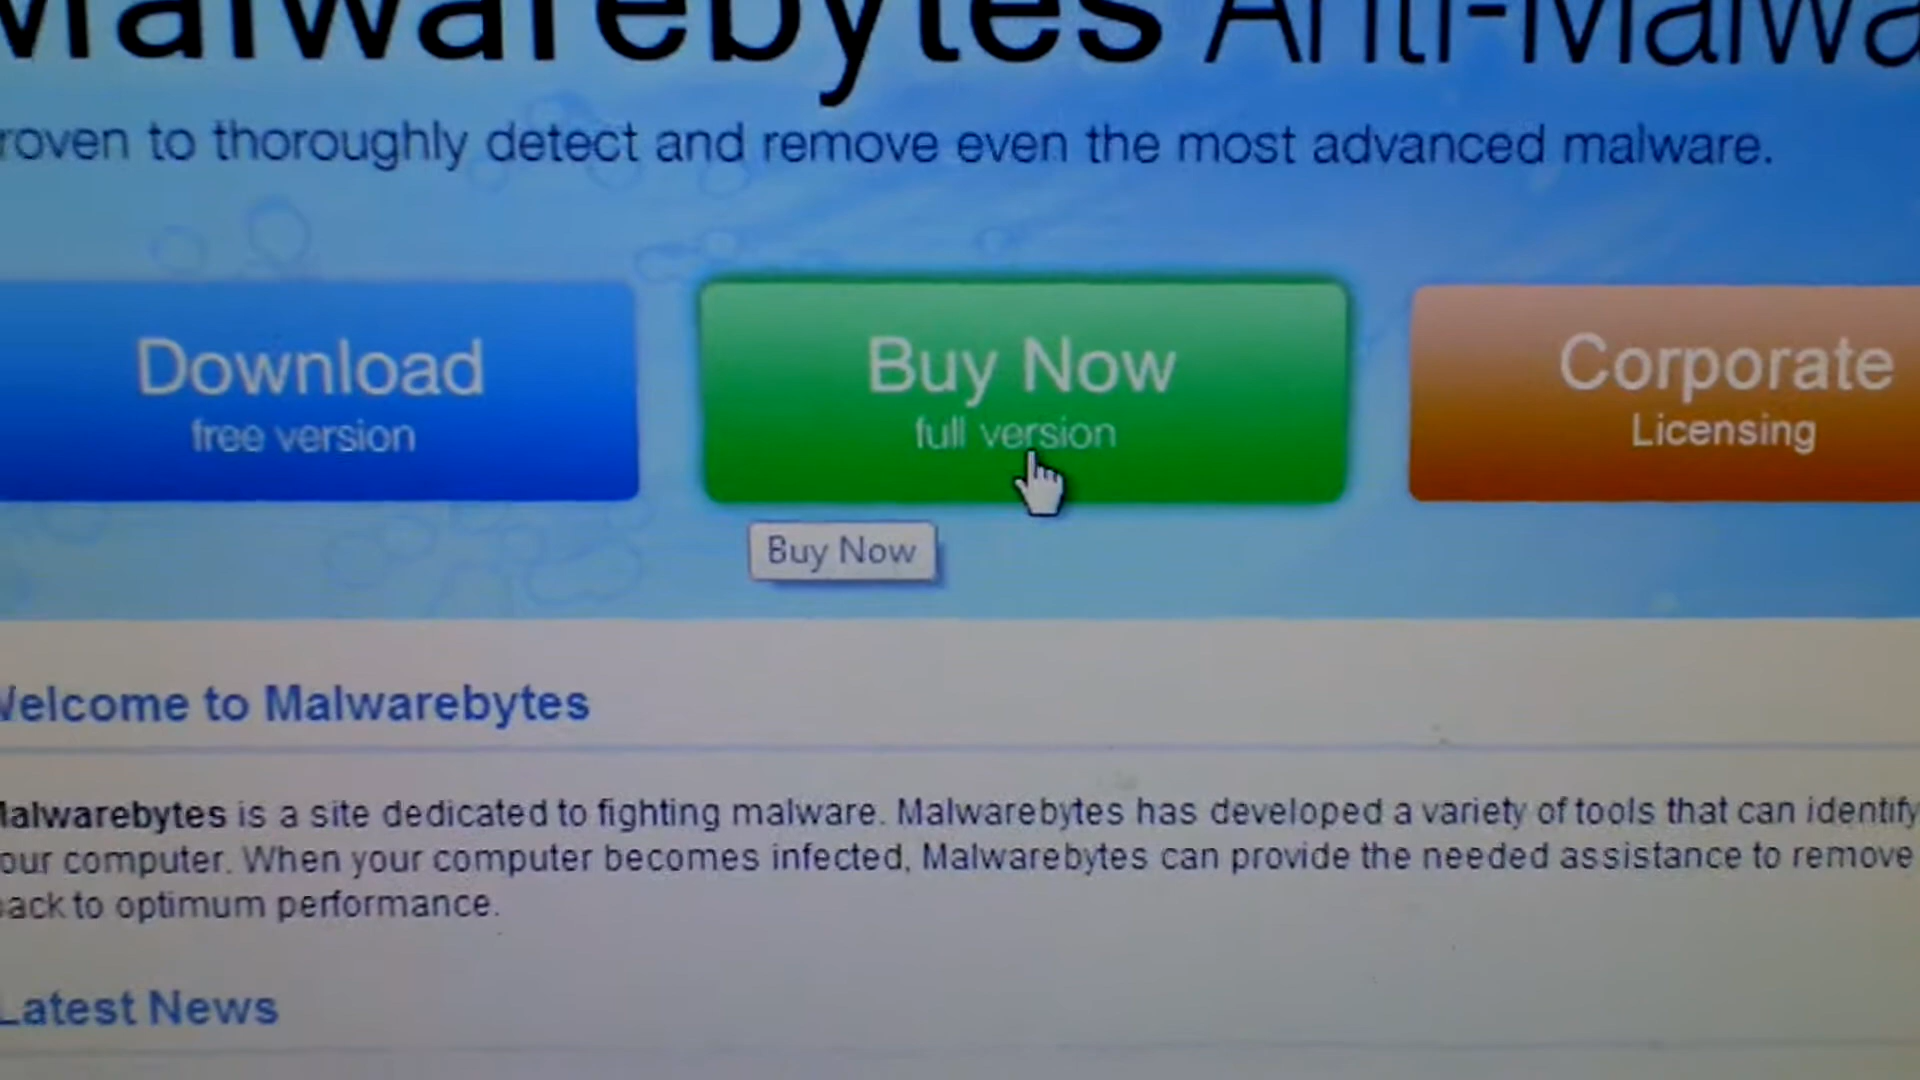 Malwarebytes Anti-Malwa
roven to thoroughly detect and remove even the most advanced malware.
Download
free version
Buy Now
full version
Corporate
Licensing
Buy Now
Welcome to Malwarebytes
Malwarebytes is a site dedicated to fighting malware. Malwarebytes has developed a variety of tools that can identify
our computer. When your computer becomes infected, Malwarebytes can provide the needed assistance to remove
back to optimum performance.
Latest News